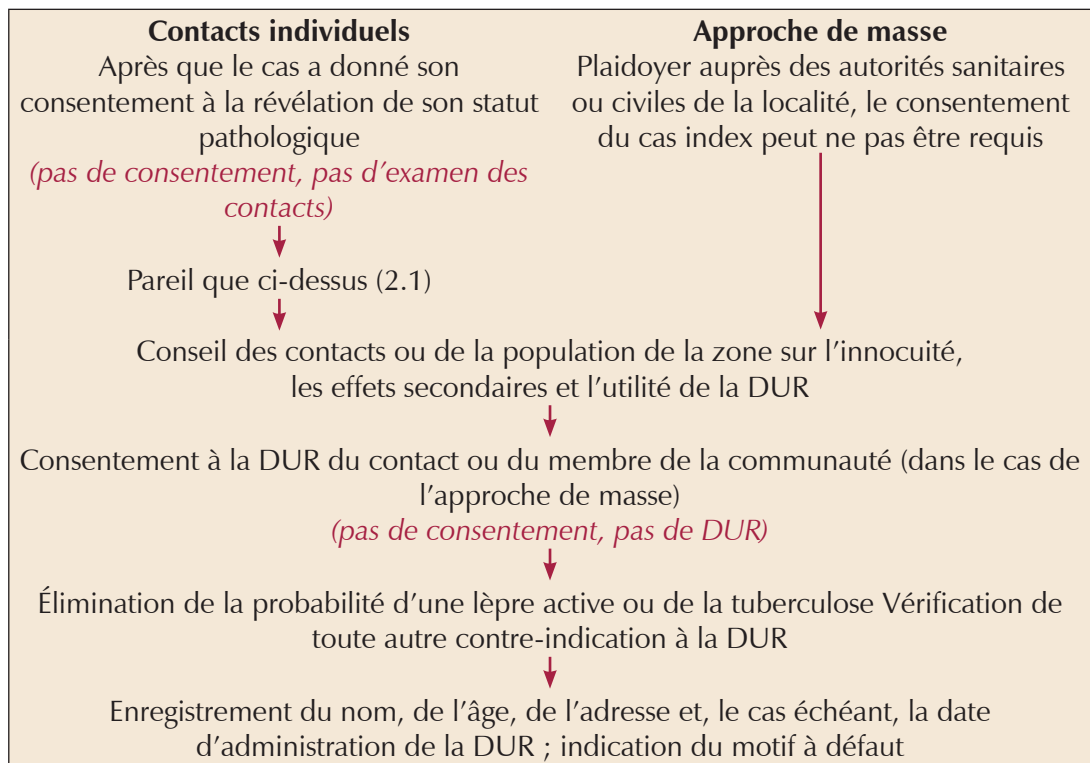 Contacts individuels
Après que le cas a donné son
consentement à la révélation de son statut
pathologique
(pas de consentement, pas d'examen des
contacts)
Pareil que ci-dessus (2.1)
Approche de masse
Plaidoyer auprès des autorités sanitaires
ou civiles de la localité, le consentement
du cas index peut ne pas être requis
Conseil des contacts ou de la population de la zone sur l'innocuité,
les effets secondaires et l'utilité de la DUR
Consentement à la DUR du contact ou du membre de la communauté (dans le cas de
l'approche de masse)
(pas de consentement, pas de DUR)
Élimination de la probabilité d'une lèpre active ou de la tuberculose Vérification de
toute autre contre-indication à la DUR
Enregistrement du nom, de l'âge, de l'adresse et, le cas échéant, la date
d'administration de la DUR ; indication du motif à défaut